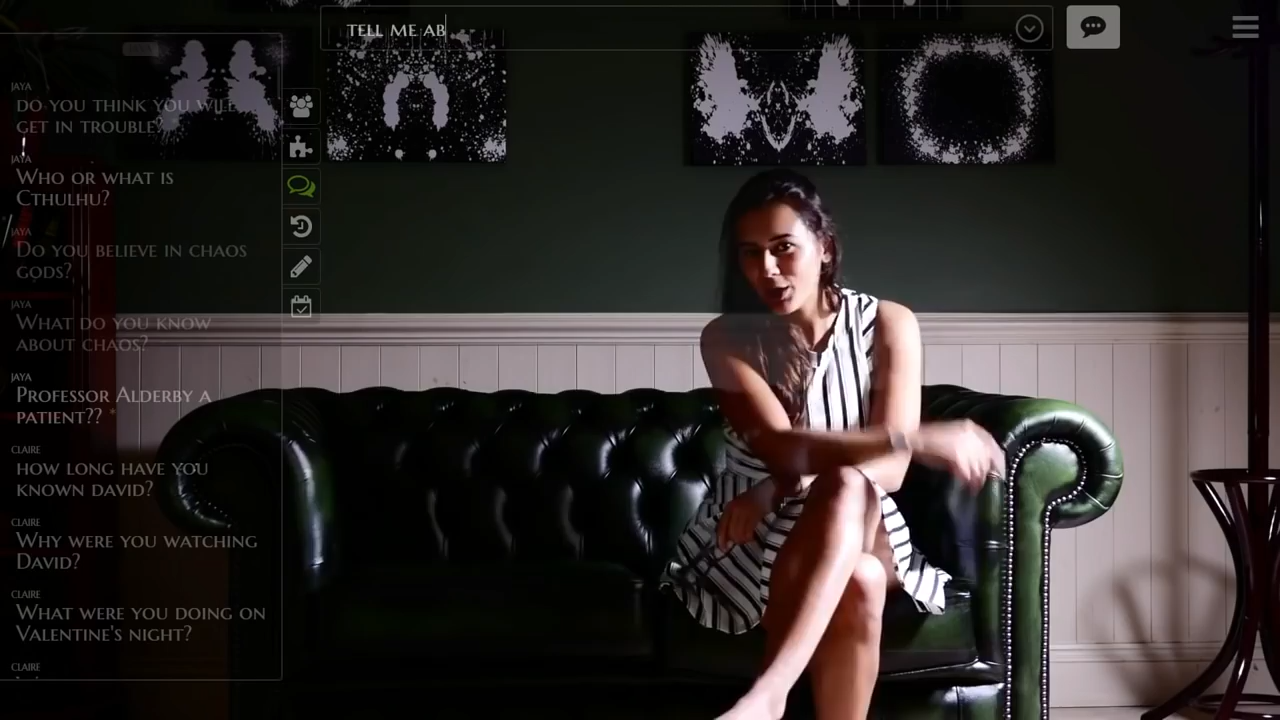 TELL ME AB
JAYA
DO YOU THINK YOU WILL
GET IN TROUBLE?
JAYA
WHO OR WHAT IS
CTHULHU?
JAYA
DO YOU BELIEVE IN CHAOS
GODS?
JAYA
WHAT DO YOU KNOW
ABOUT CHAOS?
JAYA
PROFESSOR ALDERBY A
PATIENT?? *
CLAIRE
HOW LONG HAVE YOU
KNOWN DAVID?
CLAIRE
WHY WERE YOU WATCHING
DAVID?
CLAIRE
WHAT WERE YOU DOING ON
VALENTINE'S NIGHT?
CLAIRE